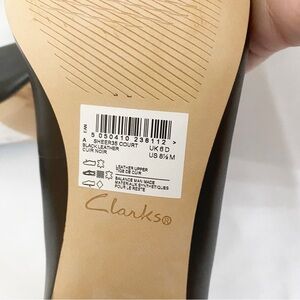 5 050410 236112 >
A SHEER35 COURT
BLACK LEATHER UK 6 D
CUIR NOIR US 8½ M
LEATHER UPPER
TIGE DE CUIR
BALANCE MAN MADE
MATERIAUX SYNTHETIQUES
POUR LE RESTE
Clarks®